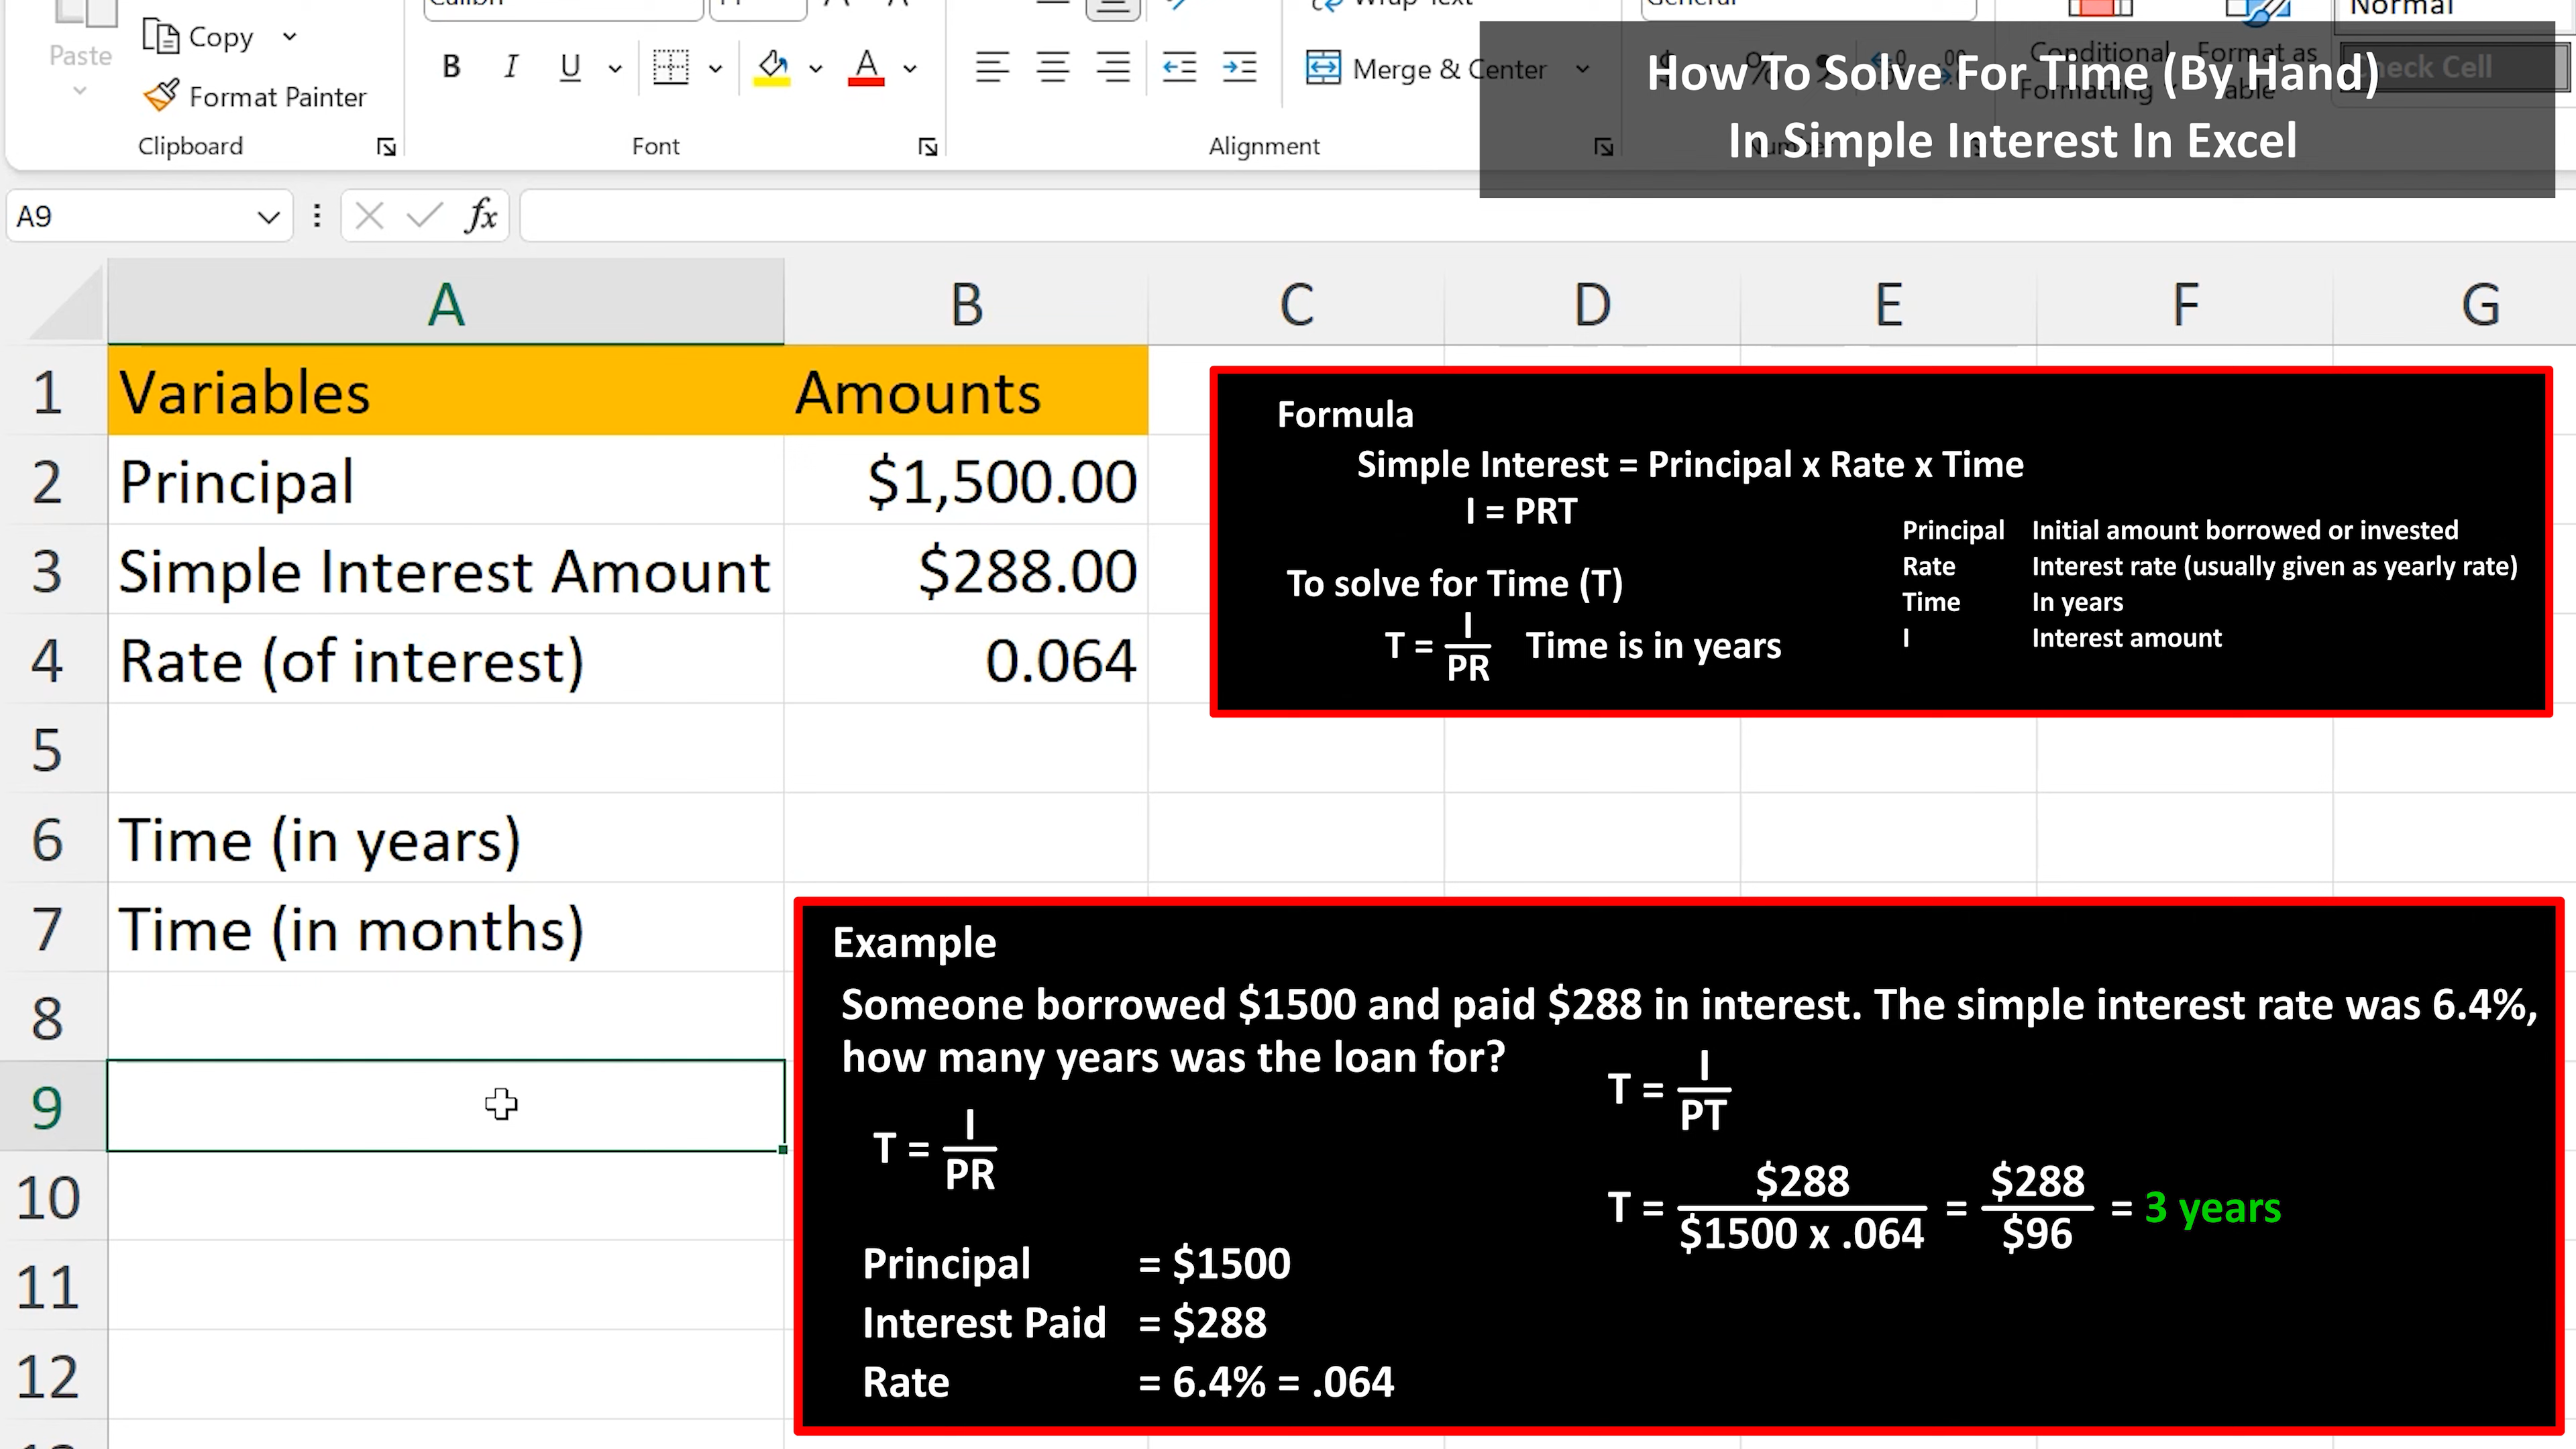 Paste
Copy
Format Painter
Clipboard
B I U
A
Font
Merge & Center
Alignment
Normal
How To Solve For Time (By Hand)
In Simple Interest In Excel
A9
fx
A B C D E F G
1 Variables Amounts
2 Principal $1,500.00
3 Simple Interest Amount $288.00
4 Rate (of interest) 0.064
5
6 Time (in years)
7 Time (in months)
8
9
10
11
12
Formula
Simple Interest = Principal x Rate x Time
I = PRT
To solve for Time (T)
T = I
PR
Time is in years
Principal Initial amount borrowed or invested
Rate Interest rate (usually given as yearly rate)
Time In years
I Interest amount
Example
Someone borrowed $1500 and paid $288 in interest. The simple interest rate was 6.4%,
how many years was the loan for?
T = I
PR
Principal = $1500
Interest Paid = $288
Rate = 6.4% = .064
T = I
PT
T = $288 = $288 = 3 years
$1500 x .064 $96